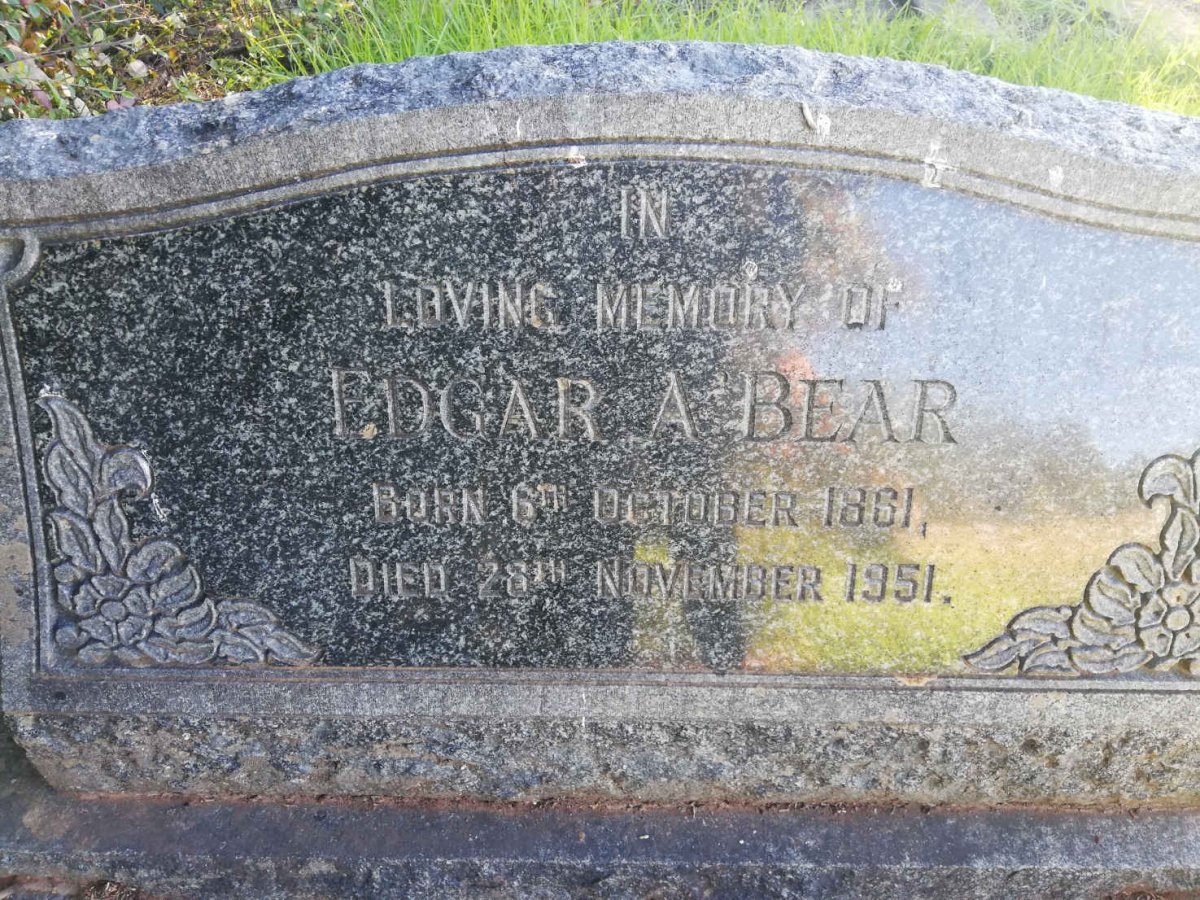 IN
LOVING MEMORY OF
EDGAR A'BEAR
BORN 6TH OCTOBER 1861,
DIED 28TH NOVEMBER 1951.